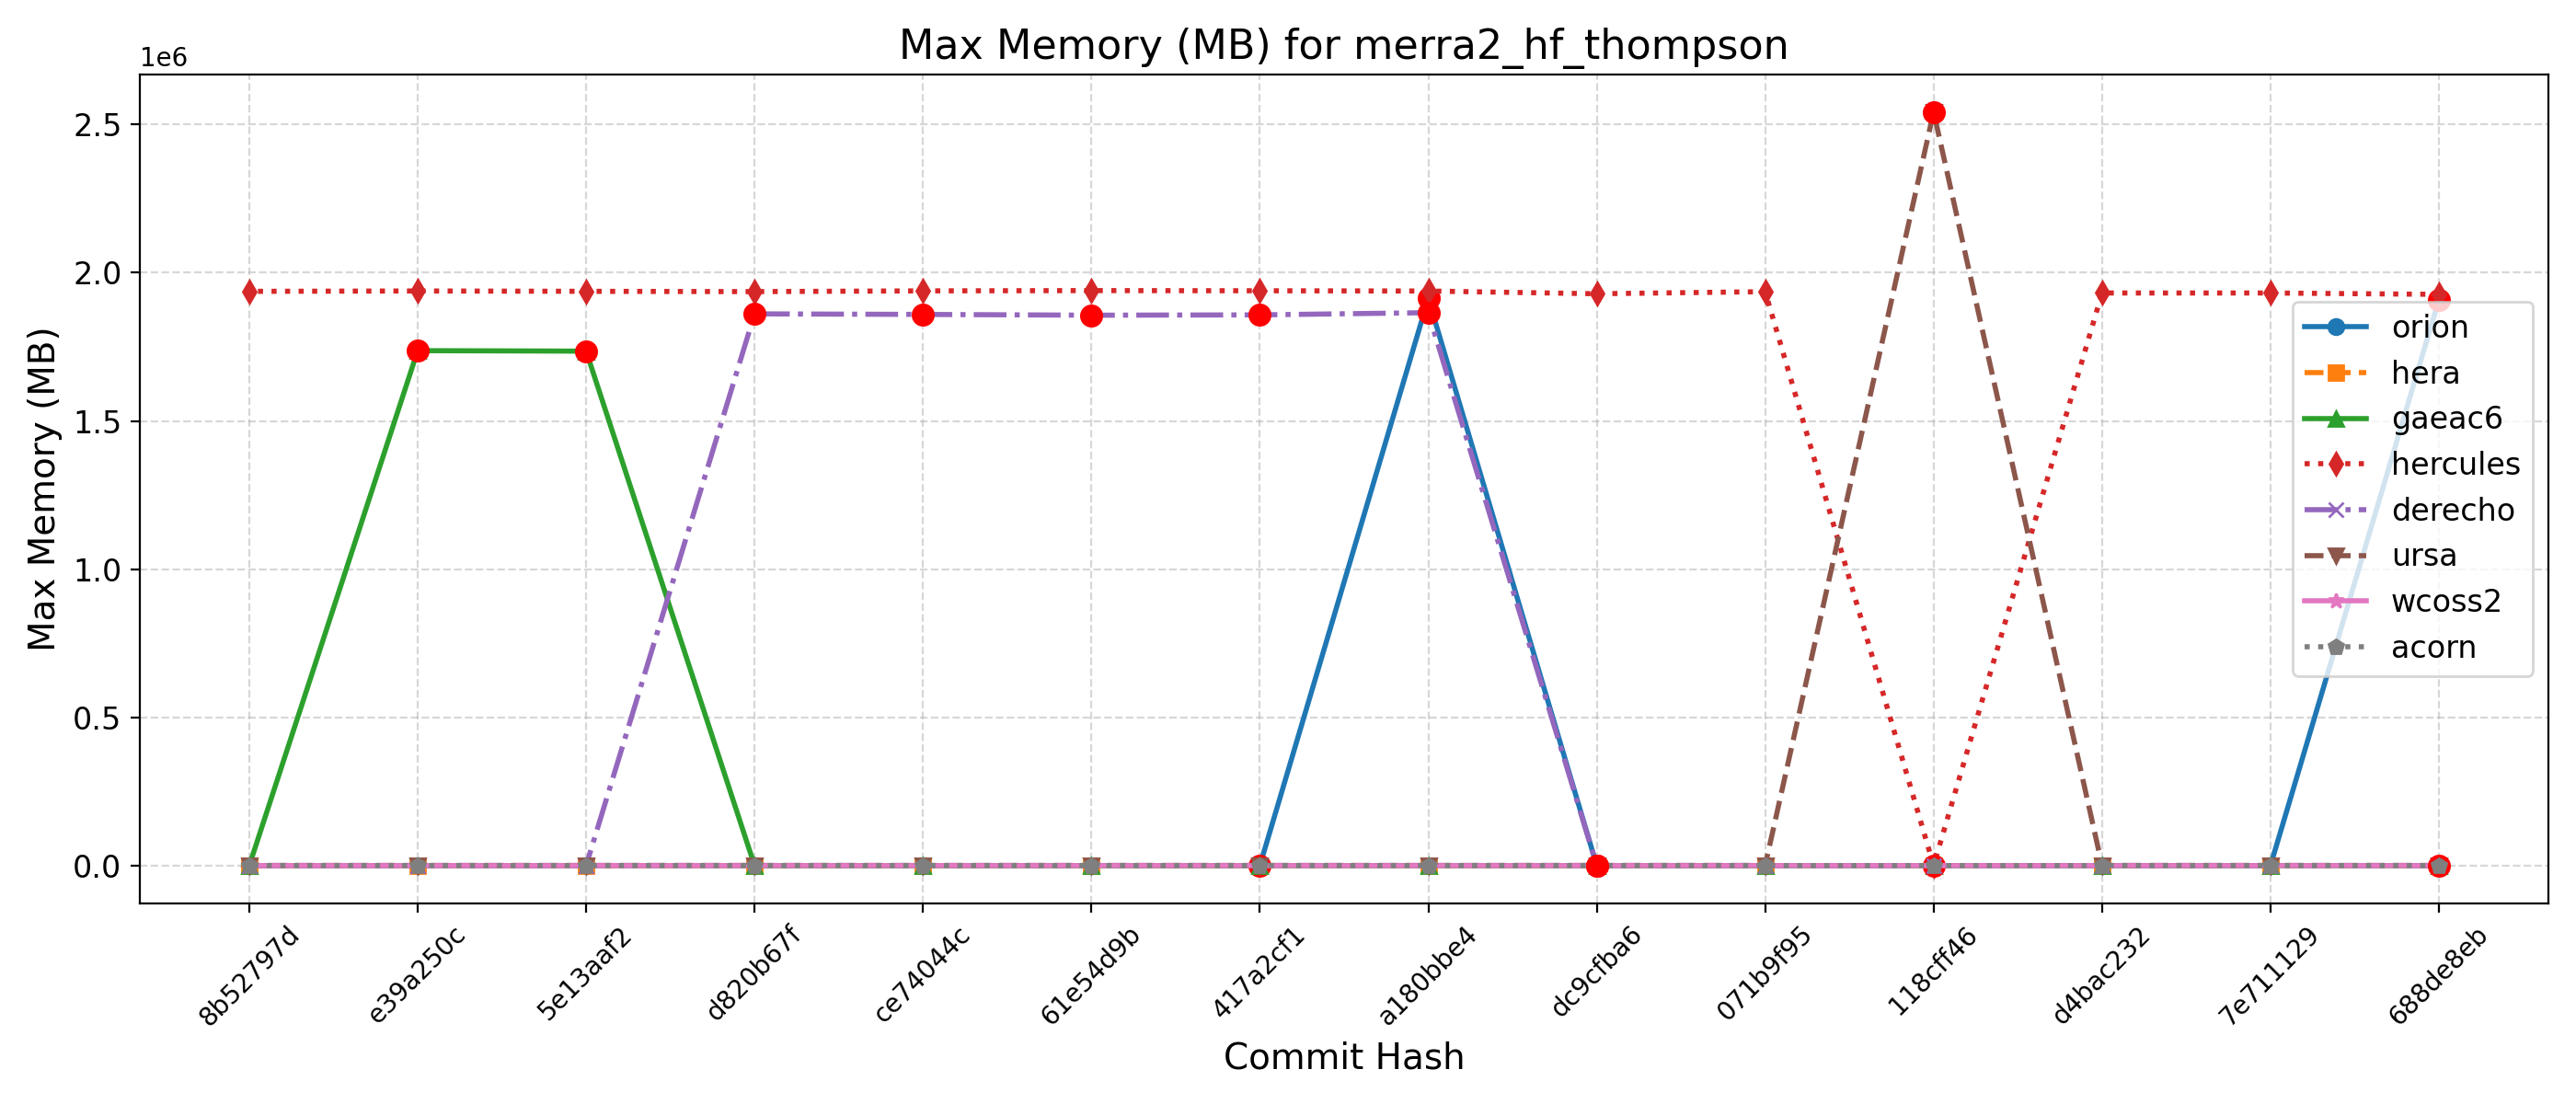 Max Memory (MB) for merra2_hf_thompson
1e6
2.5
2.0
1.5
1.0
0.5
0.0
Max Memory (MB)
orion
hera
gaeac6
hercules
derecho
ursa
wcoss2
acorn
8b52797d
e39a250c
5e13aaf2
d820b67f
ce74044c
61e54d9b
417a2cf1
a180bbe4
dc9cfba6
071b9f95
118cff46
d4bac232
7e711129
688de8eb
Commit Hash